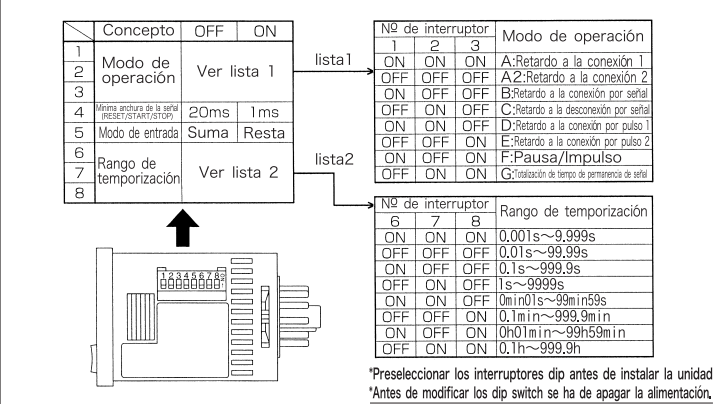 Concepto OFF ON
1
2
3
Modo de
operación
Ver lista 1
4 Mínima anchura de la señal
(RESET/START/STOP) 20ms 1ms
5 Modo de entrada Suma Resta
6
7
8
Rango de
temporización
Ver lista 2
lista1
lista2
Nº de interruptor Modo de operación
1 2 3
ON ON ON A:Retardo a la conexión 1
OFF OFF OFF A2:Retardo a la conexión 2
ON OFF OFF B:Retardo a la conexión por señal
OFF ON OFF C:Retardo a la desconexión por señal
ON ON OFF D:Retardo a la conexión por pulso 1
OFF OFF ON E:Retardo a la conexión por pulso 2
ON OFF ON F:Pausa/Impulso
OFF ON ON G:Totalización de tiempo de permanencia de señal
Nº de interruptor Rango de temporización
6 7 8
ON ON ON 0.001s～9.999s
OFF OFF OFF 0.01s～99.99s
ON OFF OFF 0.1s～999.9s
OFF ON OFF 1s～9999s
ON ON OFF 0min01s～99min59s
OFF OFF ON 0.1min～999.9min
ON OFF ON 0h01min～99h59min
OFF ON ON 0.1h～999.9h
12345678
*Preseleccionar los interruptores dip antes de instalar la unidad
*Antes de modificar los dip switch se ha de apagar la alimentación.